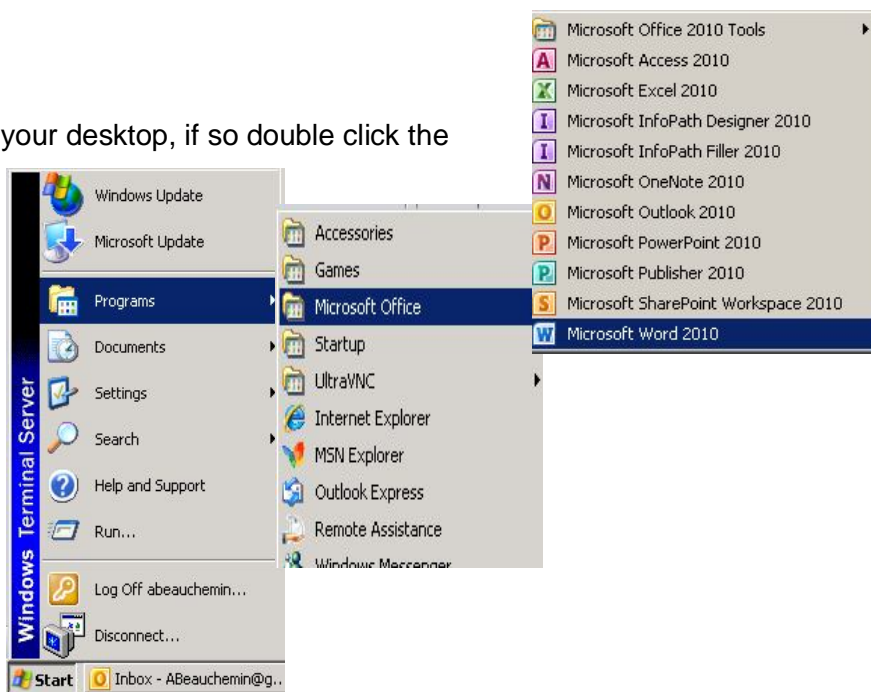 your desktop, if so double click the
Windows Terminal Server
Windows Update
Microsoft Update
Programs
Documents
Settings
Search
Help and Support
Run...
Log Off abeauchemin...
Disconnect...
Start
Inbox - ABeauchemin@g..
Accessories
Games
Microsoft Office
Startup
UltraVNC
Internet Explorer
MSN Explorer
Outlook Express
Remote Assistance
Windows Messenger
Microsoft Office 2010 Tools
Microsoft Access 2010
Microsoft Excel 2010
Microsoft InfoPath Designer 2010
Microsoft InfoPath Filler 2010
Microsoft OneNote 2010
Microsoft Outlook 2010
Microsoft PowerPoint 2010
Microsoft Publisher 2010
Microsoft SharePoint Workspace 2010
Microsoft Word 2010